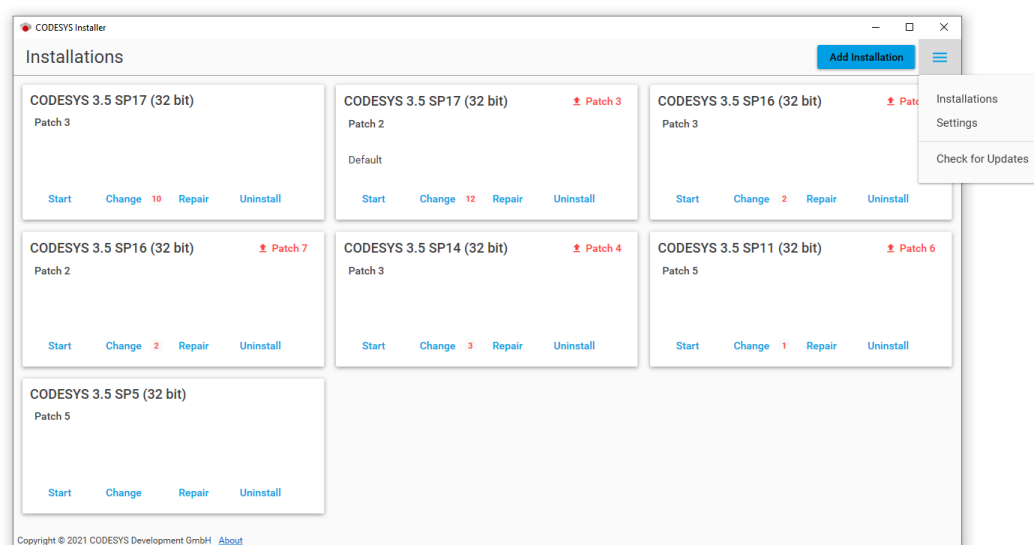 CODESYS Installer
Installations
Add Installation
Installations
Settings
Check for Updates
CODESYS 3.5 SP17 (32 bit)
Patch 3
Start Change 10 Repair Uninstall
CODESYS 3.5 SP17 (32 bit) Patch 3
Patch 2
Default
Start Change 12 Repair Uninstall
CODESYS 3.5 SP16 (32 bit)
Patch 3
Start Change 2 Repair Uninstall
CODESYS 3.5 SP16 (32 bit) Patch 7
Patch 2
Start Change 2 Repair Uninstall
CODESYS 3.5 SP14 (32 bit) Patch 4
Patch 3
Start Change 3 Repair Uninstall
CODESYS 3.5 SP11 (32 bit) Patch 6
Patch 5
Start Change 1 Repair Uninstall
CODESYS 3.5 SP5 (32 bit)
Patch 5
Start Change Repair Uninstall
Copyright © 2021 CODESYS Development GmbH About